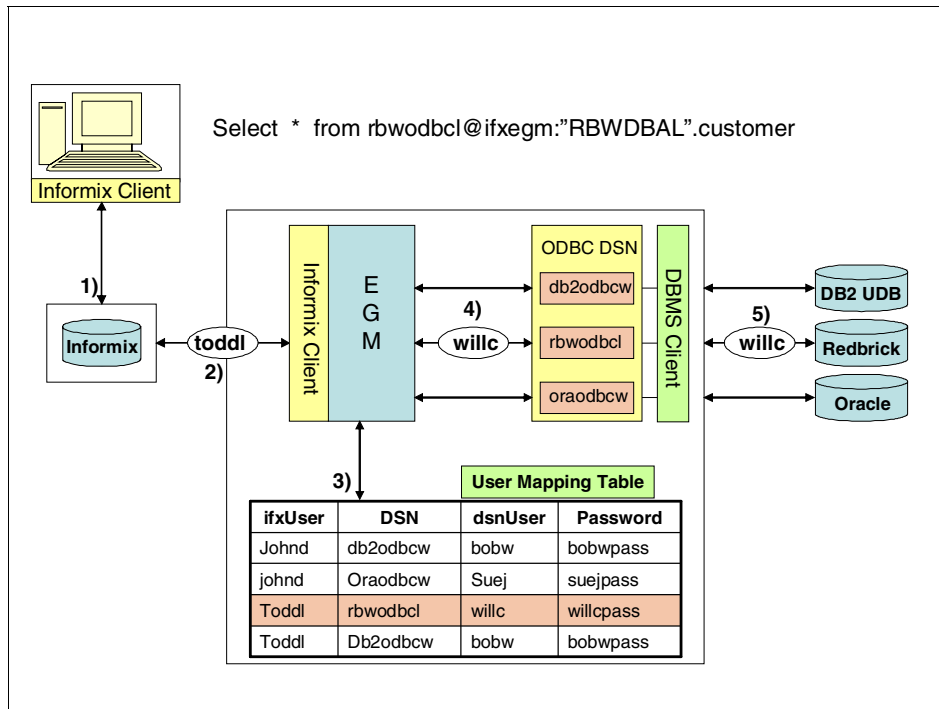 Select * from rbwodbcl@ifxegm:”RBWDBAL”.customer
Informix Client
1)
Informix
toddl
2)
Informix Client
E
G
M
4)
willc
ODBC DSN
db2odbcw
rbwodbcl
oraodbcw
DBMS Client
5)
willc
DB2 UDB
Redbrick
Oracle
3)
User Mapping Table
ifxUser DSN dsnUser Password
Johnd db2odbcw bobw bobwpass
johnd Oraodbcw Suej suejpass
Toddl rbwodbcl willc willcpass
Toddl Db2odbcw bobw bobwpass